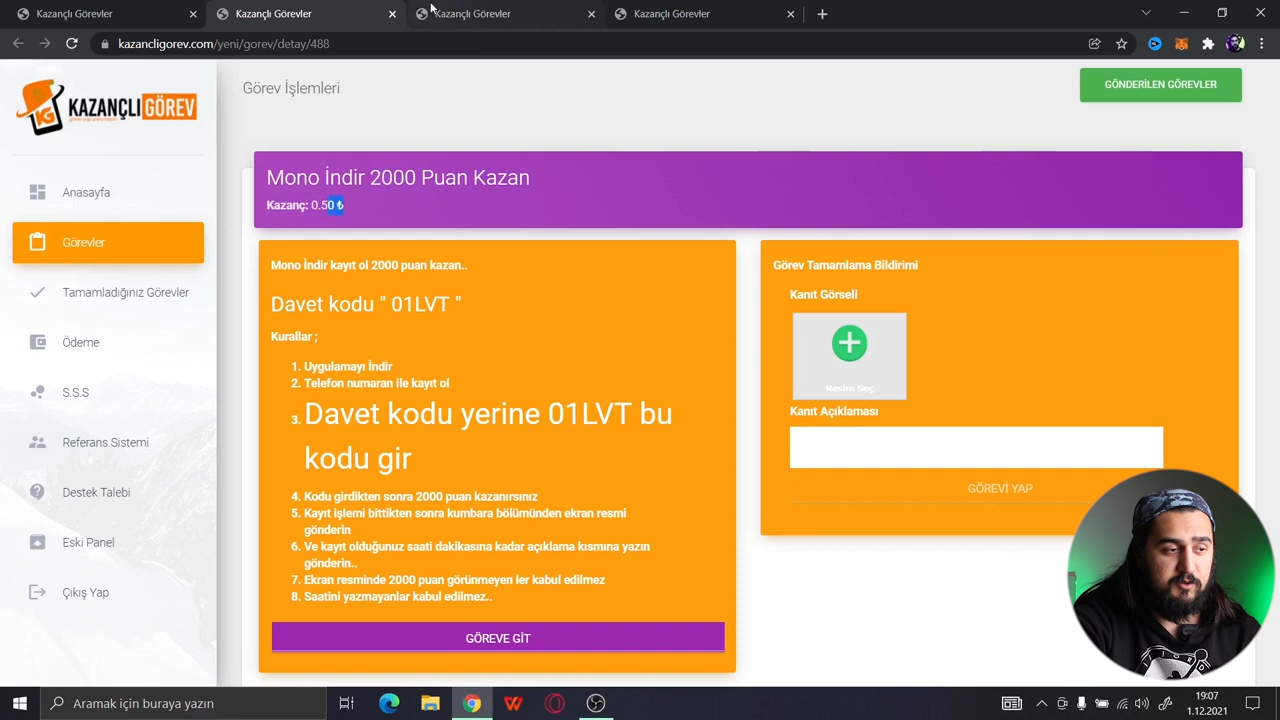 Kazançlı Görevler
Kazançlı Görevler
Kazançlı Görevler
Kazançlı Görevler
kazancligorev.com/yeni/gorev/detay/488
KAZANÇLIGÖREV
Görev İşlemleri
GÖNDERİLEN GÖREVLER
Anasayfa
Görevler
Tamamladığınız Görevler
Ödeme
S.S.S
Referans Sistemi
Destek Talebi
Eski Panel
Çıkış Yap
Mono İndir 2000 Puan Kazan
Kazanç: 0.50 ₺
Mono İndir kayıt ol 2000 puan kazan..
Davet kodu " 01LVT "
Kurallar ;
1. Uygulamayı İndir
2. Telefon numaran ile kayıt ol
3. Davet kodu yerine 01LVT bu
kodu gir
4. Kodu girdikten sonra 2000 puan kazanırsınız
5. Kayıt işlemi bittikten sonra kumbara bölümünden ekran resmi
gönderin
6. Ve kayıt olduğunuz saati dakikasına kadar açıklama kısmına yazın
gönderin..
7. Ekran resminde 2000 puan görünmeyen ler kabul edilmez
8. Saatini yazmayanlar kabul edilmez..
GÖREVE GİT
Görev Tamamlama Bildirimi
Kanıt Görseli
Resim Seç
Kanıt Açıklaması
GÖREVİ YAP
Aramak için buraya yazın
19:07
1.12.2021